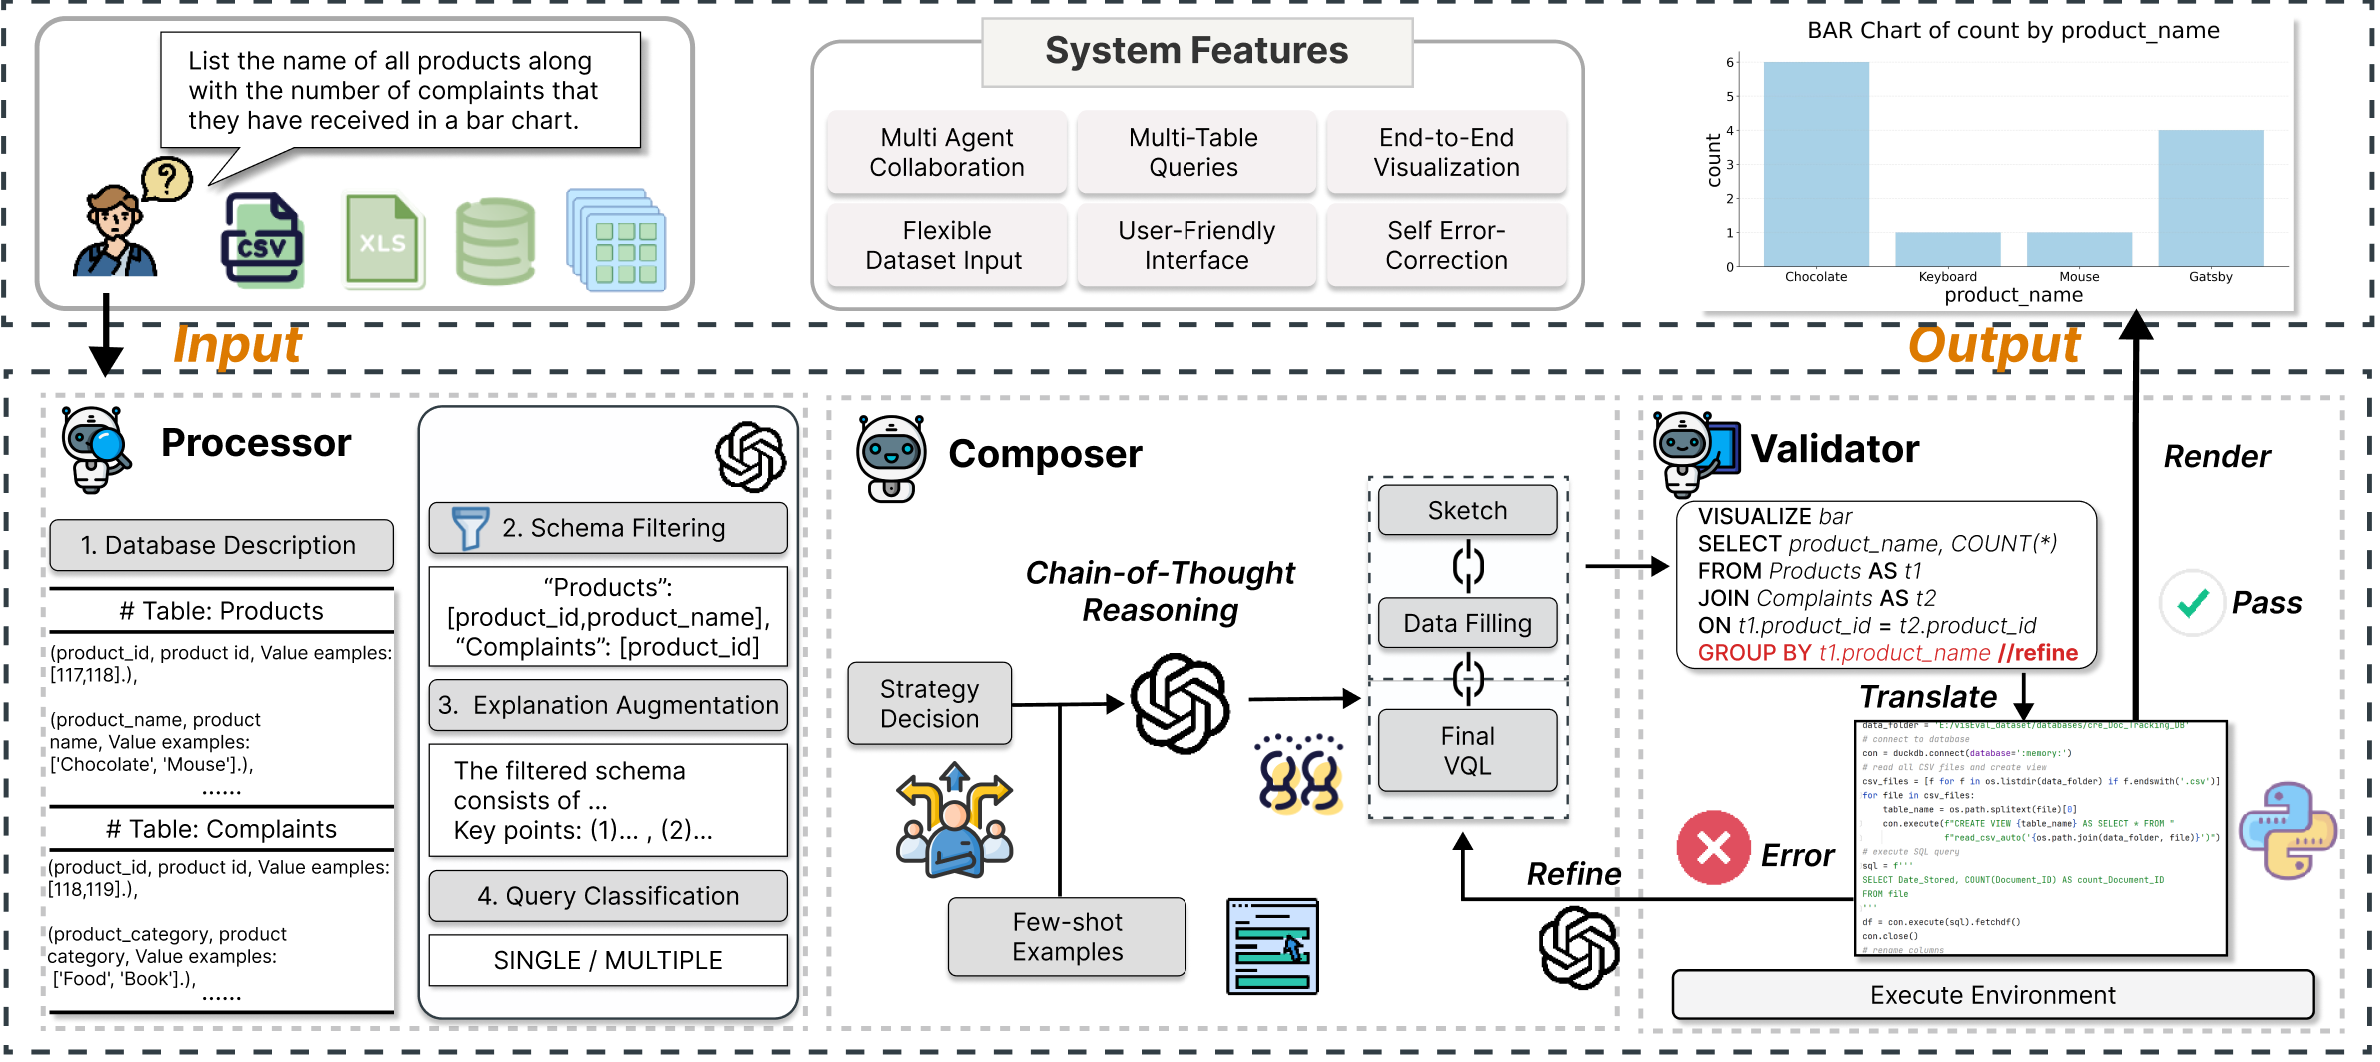 List the name of all products along
with the number of complaints that
they have received in a bar chart.
?
CSV
XLS
System Features
Multi Agent
Collaboration
Multi-Table
Queries
End-to-End
Visualization
Flexible
Dataset Input
User-Friendly
Interface
Self Error-
Correction
BAR Chart of count by product_name
count
6
5
4
3
2
1
0
Chocolate
Keyboard
Mouse
Gatsby
product_name
Input
Output
Processor
1. Database Description
# Table: Products
(product_id, product id, Value eamples:
[117,118].),
(product_name, product
name, Value examples:
['Chocolate', 'Mouse'].),
......
# Table: Complaints
(product_id, product id, Value eamples:
[118,119].),
(product_category, product
category, Value examples:
['Food', 'Book'].),
......
2. Schema Filtering
“Products”:
[product_id,product_name],
“Complaints”: [product_id]
3. Explanation Augmentation
The filtered schema
consists of ...
Key points: (1)... , (2)...
4. Query Classification
SINGLE / MULTIPLE
Composer
Chain-of-Thought
Reasoning
Strategy
Decision
Few-shot
Examples
Sketch
Data Filling
Final
VQL
Refine
Validator
VISUALIZE bar
SELECT product_name, COUNT(*)
FROM Products AS t1
JOIN Complaints AS t2
ON t1.product_id = t2.product_id
GROUP BY t1.product_name //refine
Translate
Render
Pass
Error
data_folder = 'E:/VisEval_dataset/databases/cre_Doc_Tracking_DB'
# connect to database
con = duckdb.connect(database=':memory:')
# read all CSV files and create view
csv_files = [f for f in os.listdir(data_folder) if f.endswith('.csv')]
for file in csv_files:
table_name = os.path.splitext(file)[0]
con.execute(f"CREATE VIEW {table_name} AS SELECT * FROM "
f"read_csv_auto('{os.path.join(data_folder, file)}')")
# execute SQL query
sql = f'''
SELECT Date_Stored, COUNT(Document_ID) AS count_Document_ID
FROM file
'''
df = con.execute(sql).fetchdf()
con.close()
# rename columns
Execute Environment